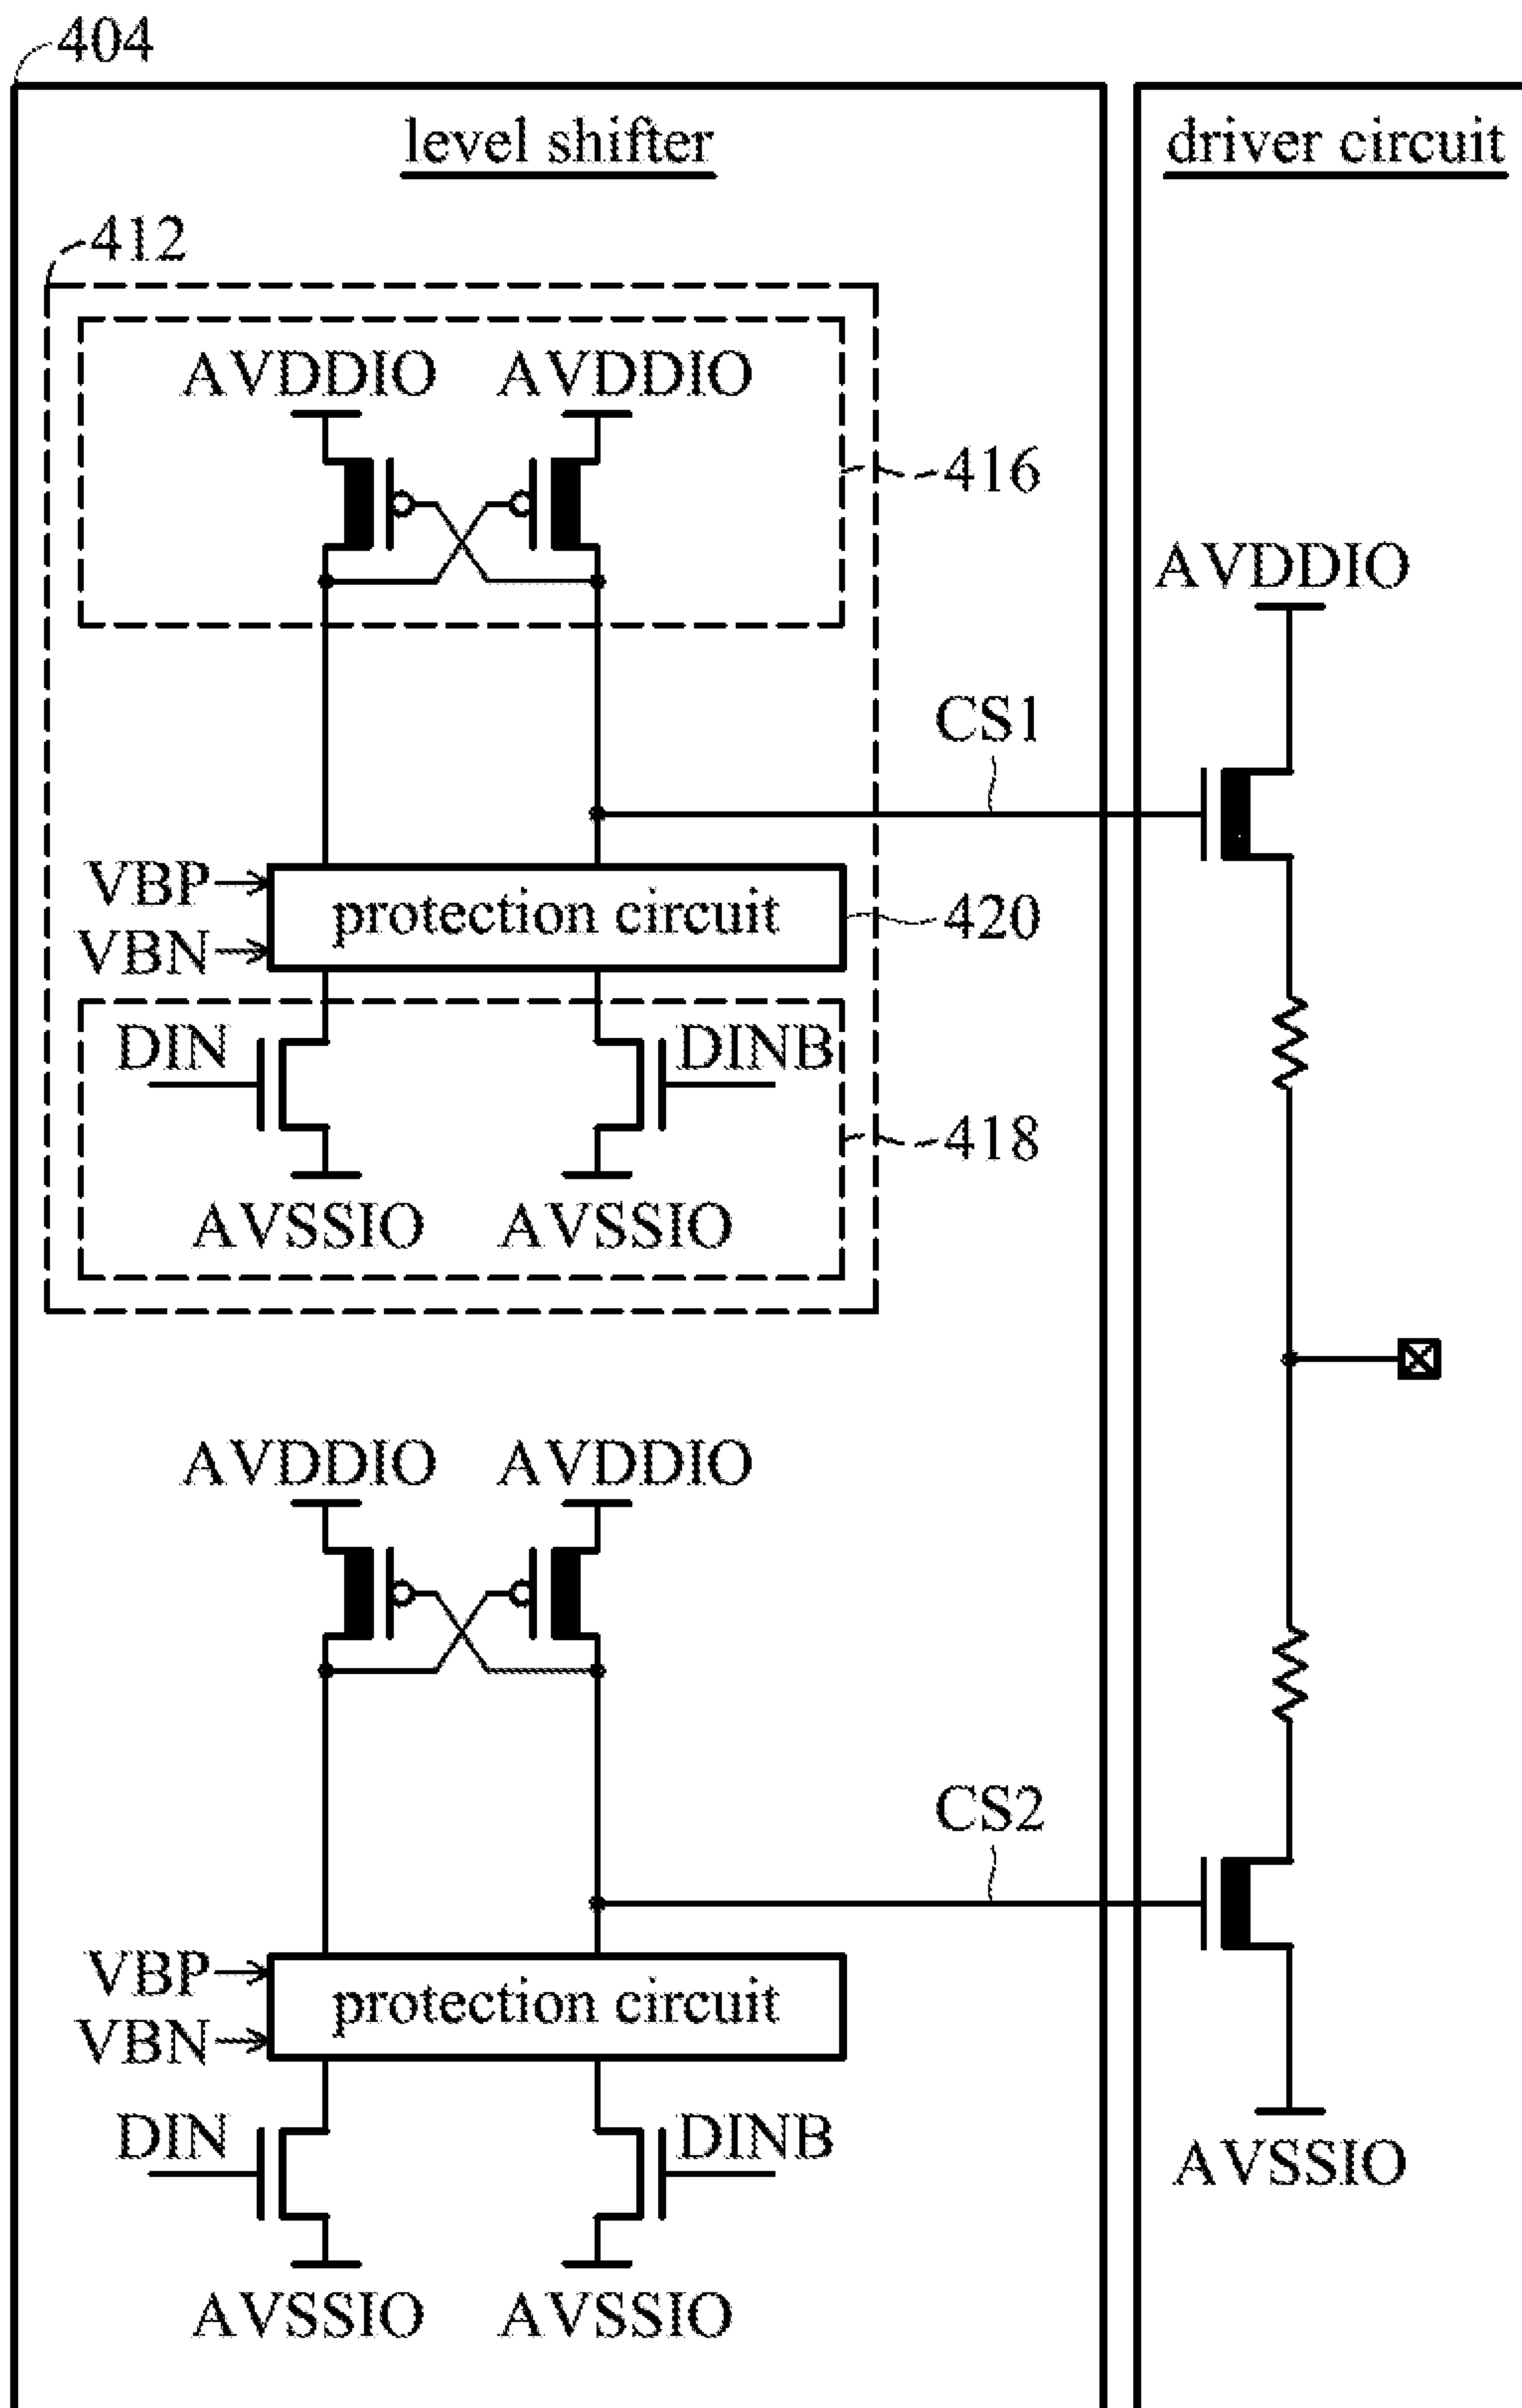 404
level shifter
driver circuit
412
AVDDIO AVDDIO
416
AVDDIO
CS1
VBP
protection circuit
420
VBN
DIN
DINB
418
AVSSIO AVSSIO
AVDDIO AVDDIO
CS2
VBP
protection circuit
VBN
DIN
DINB
AVSSIO
AVSSIO AVSSIO